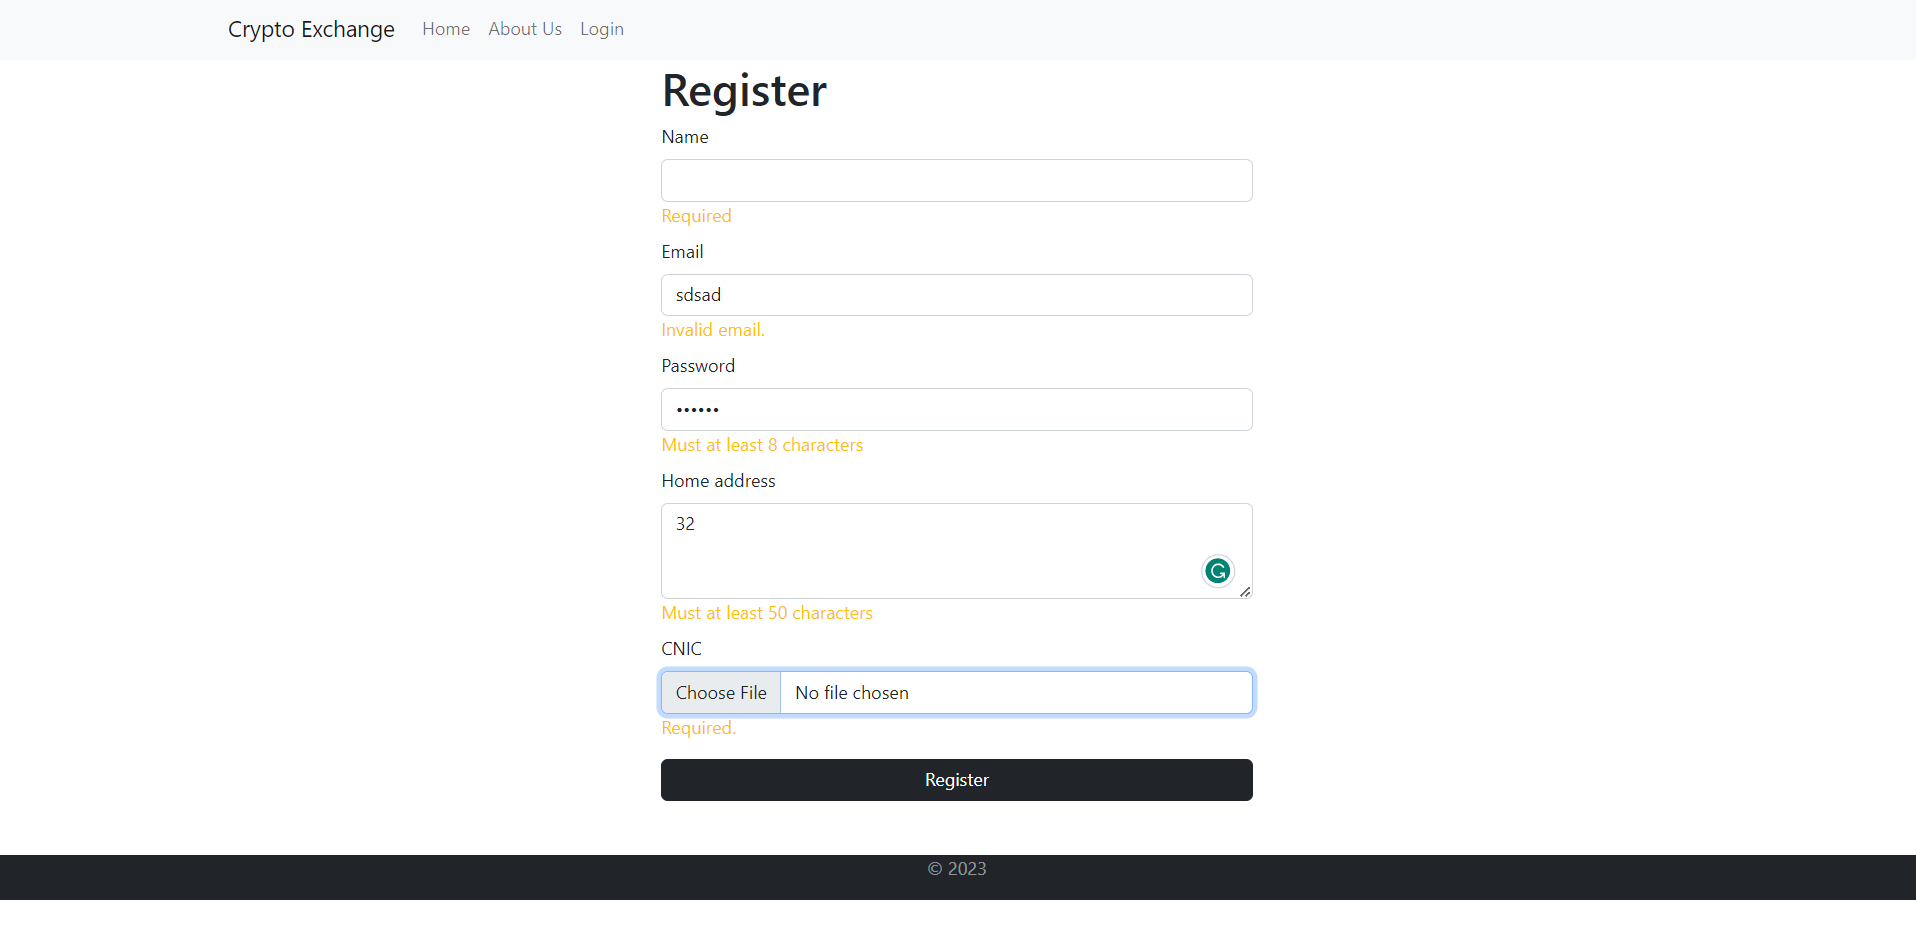 Crypto Exchange Home About Us Login
Register
Name
Required
Email
sdsad
Invalid email.
Password
••••••
Must at least 8 characters
Home address
32
Must at least 50 characters
CNIC
Choose File No file chosen
Required.
Register
© 2023